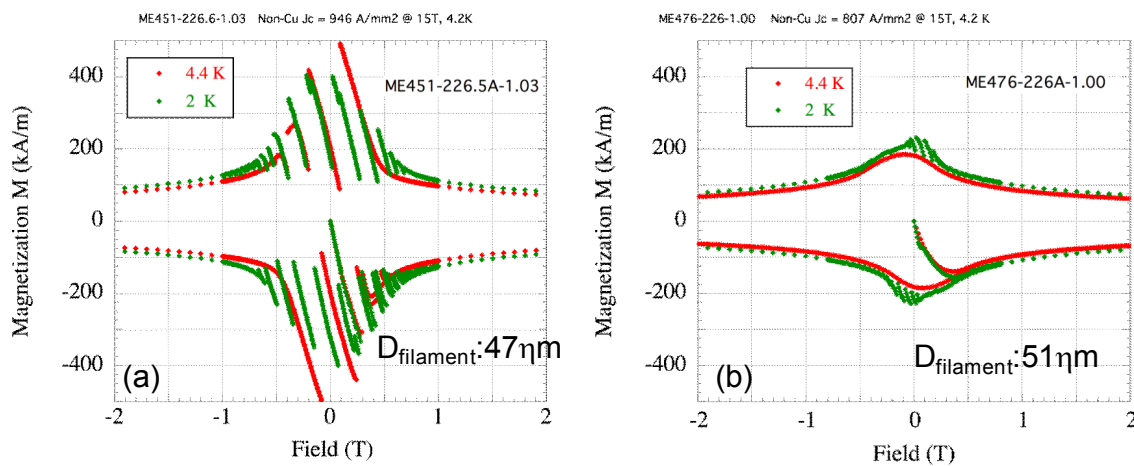 ME451-226.6-1.03 Non-Cu Jc = 946 A/mm2 @ 15T, 4.2K
Magnetization M (kA/m)
400
200
0
-200
-400
4.4 K
2 K
ME451-226.5A-1.03
D_filament:47ηm
(a)
-2 -1 0 1 2
Field (T)
ME476-226-1.00 Non-Cu Jc = 807 A/mm2 @ 15T, 4.2 K
Magnetization M (kA/m)
400
200
0
-200
-400
4.4 K
2 K
ME476-226A-1.00
D_filament:51ηm
(b)
-2 -1 0 1 2
Field (T)